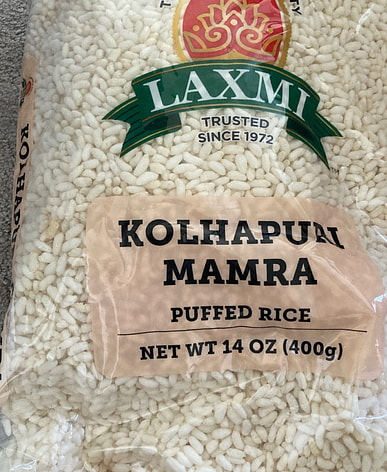 LAXMI
TRUSTED
SINCE 1972
KOLHAPURI
MAMRA
PUFFED RICE
NET WT 14 OZ (400g)